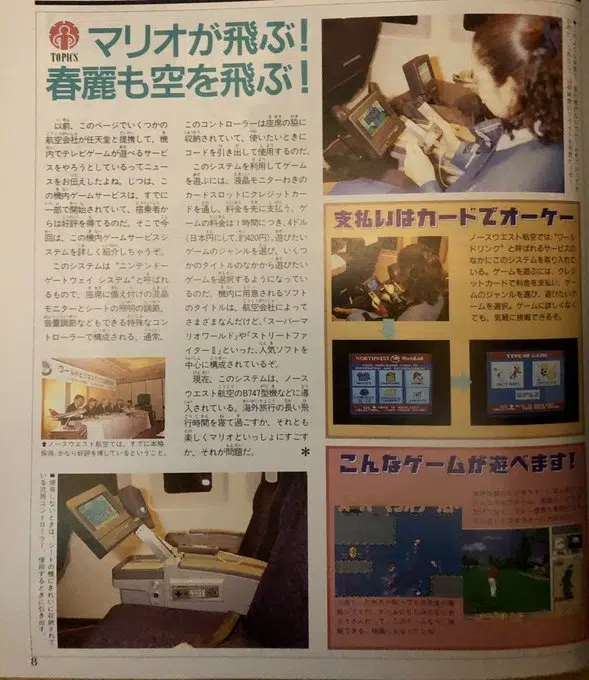 TOPICS
マリオが飛ぶ!
春麗も空を飛ぶ!
以前、このページでいくつかの
航空会社が任天堂と提携して、機
内でテレビゲームが遊べるサービ
スをやろうとしているってニュー
スをお伝えしたよね。じつは、こ
の機内ゲームサービスは、すでに
一部で開始されていて、搭乗者か
らは好評を得てるのだ。そこで今
回は、この機内ゲームサービスシ
ステムを詳しく紹介しちゃうぞ。
このシステムは"ニンテンドー
ゲートウェイ システム"と呼ばれ
るもので、座席に備え付けの液晶
モニターとシートの照明の調節、
音量調節などもできる特殊なコン
トローラーで構成される。通常、
このコントローラーは座席の脇に
収納されていて、使いたいときに
コードを引き出して使用するのだ。
このシステムを利用してゲーム
を遊ぶには、液晶モニターわきの
カードスロットにクレジットカー
ドを通し、料金を先に支払う。ゲ
ームの料金は1時間につき、4ドル
(日本円にして、約420円)。遊びたい
ゲームのジャンルを選び、いくつ
かのタイトルのなかから遊びたい
ゲームを選択するようになってい
るのだ。機内に用意されるソフト
のタイトルは、航空会社によって
さまざまなんだけど、『スーパーマ
リオワールド』や『ストリートファ
イターⅡ』といった、人気ソフトを
中心に構成されているぞ。
現在、このシステムは、ノース
ウエスト航空のB747型機などに導
入されている。海外旅行の長い飛
行時間を寝て過ごすか、それとも
楽しくマリオといっしょにすごす
か、それが問題だ。
*
⬆ノースウエスト航空では、すでに本格
採用。かなり好評を博しているということ。
⬆使用しないときは、シートの横にきれいに収納されて
いる汎用コントローラー。使用するときに引き出す。
支払いはカードでオーケー
ノースウエスト航空では、"ワール
ドリンク"と呼ばれるサービスの
なかにこのシステムを取り入れ
ている。ゲームを遊ぶには、クレジ
ットカードで料金を支払い、ゲー
ムのジャンルを選び、遊びたいゲ
ームを選択。ゲームに詳しくなく
ても、気軽に挑戦できるぞ。
NORTHWEST WorldLink
TYPE OF GAME
こんなゲームが遊べます!
8